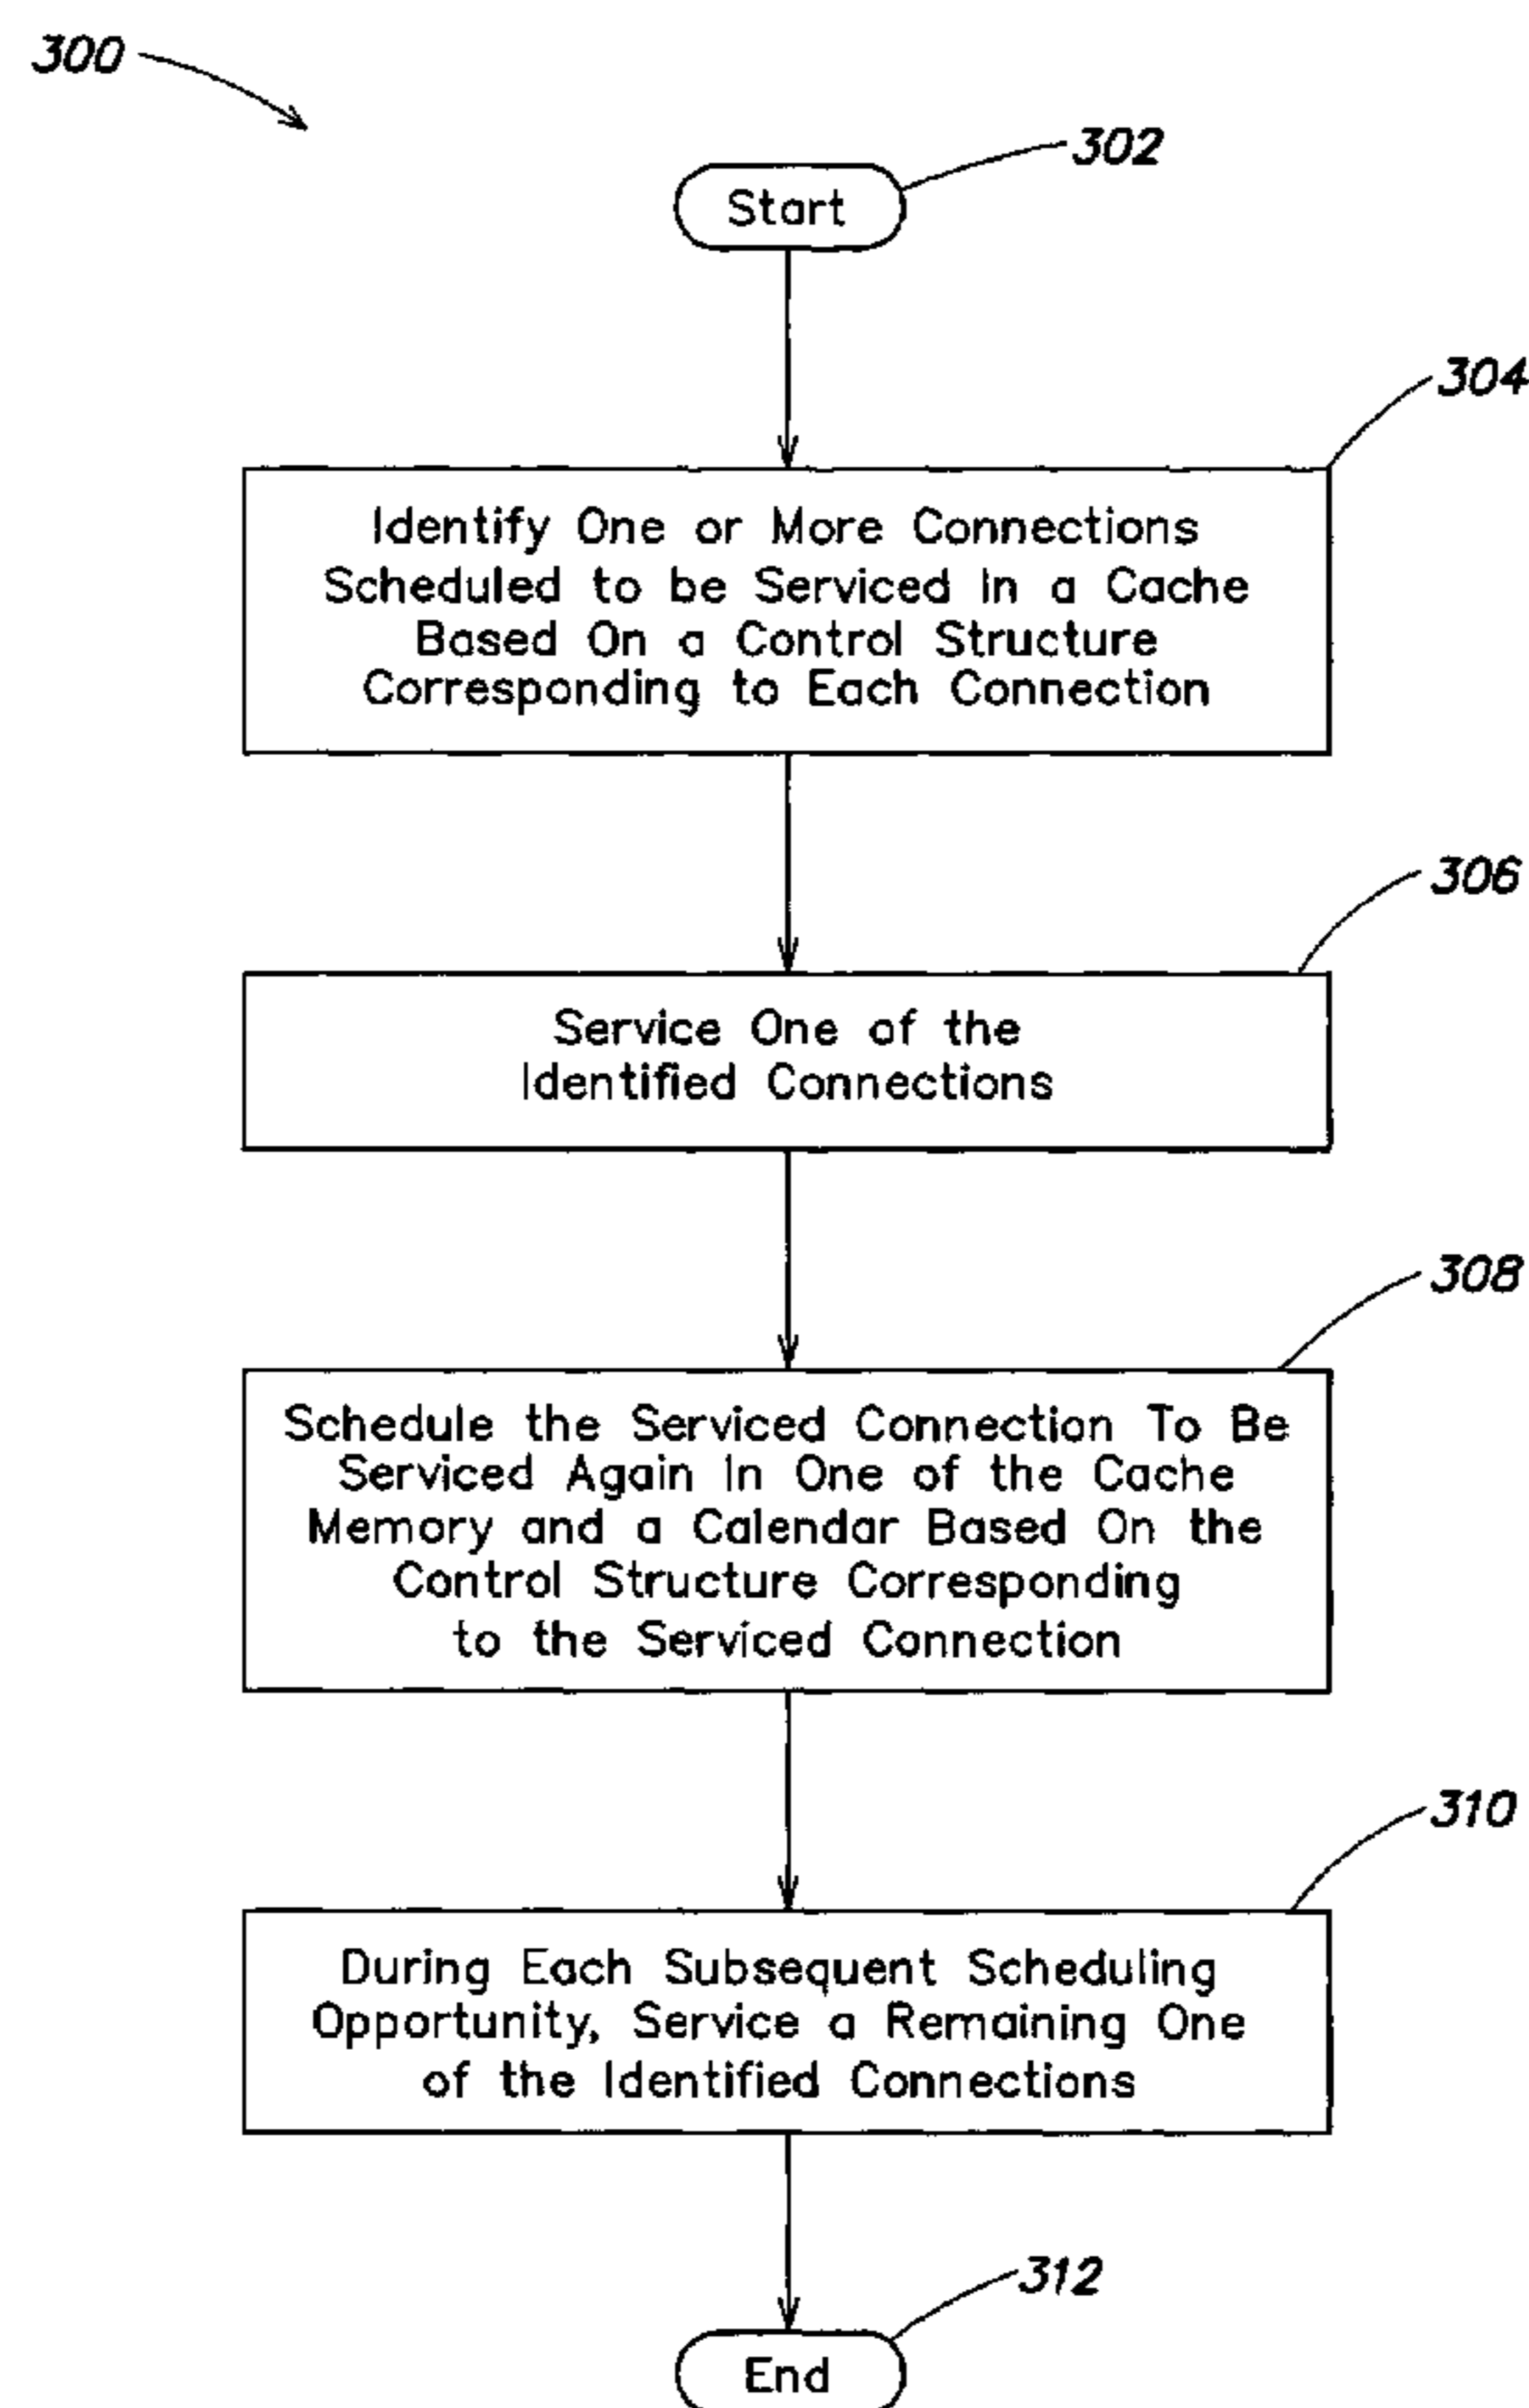 300
302
Start
304
Identify One or More Connections
Scheduled to be Serviced In a Cache
Based On a Control Structure
Corresponding to Each Connection
306
Service One of the
Identified Connections
308
Schedule the Serviced Connection To Be
Serviced Again In One of the Cache
Memory and a Calendar Based On the
Control Structure Corresponding
to the Serviced Connection
310
During Each Subsequent Scheduling
Opportunity, Service a Remaining One
of the Identified Connections
312
End